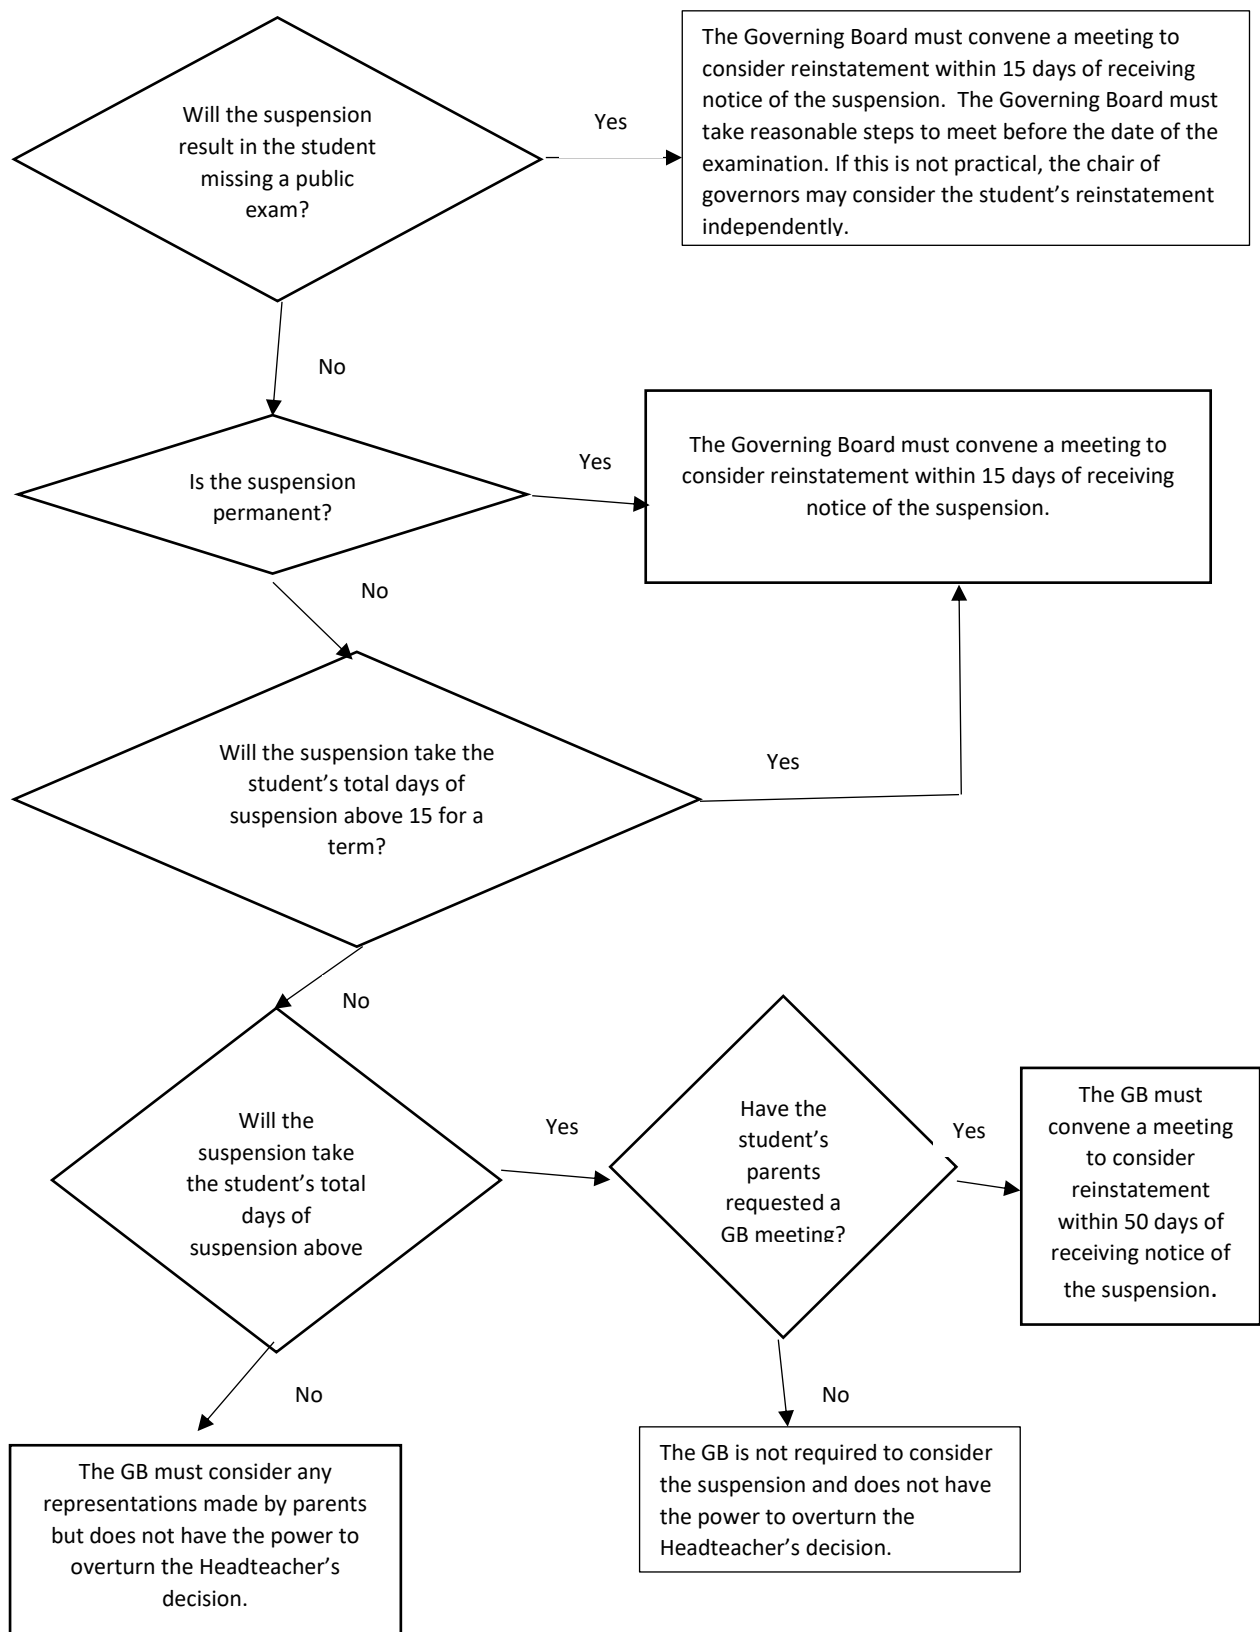 Will the suspension
result in the student
missing a public
exam?
Yes
The Governing Board must convene a meeting to
consider reinstatement within 15 days of receiving
notice of the suspension.  The Governing Board must
take reasonable steps to meet before the date of the
examination. If this is not practical, the chair of
governors may consider the student’s reinstatement
independently.
No
Is the suspension
permanent?
Yes
The Governing Board must convene a meeting to
consider reinstatement within 15 days of receiving
notice of the suspension.
No
Will the suspension take the
student’s total days of
suspension above 15 for a
term?
Yes
No
Will the
suspension take
the student’s total
days of
suspension above
Yes
Have the
student’s
parents
requested a
GB meeting?
Yes
The GB must
convene a meeting
to consider
reinstatement
within 50 days of
receiving notice of
the suspension.
No
No
The GB must consider any
representations made by parents
but does not have the power to
overturn the Headteacher’s
decision.
The GB is not required to consider
the suspension and does not have
the power to overturn the
Headteacher’s decision.